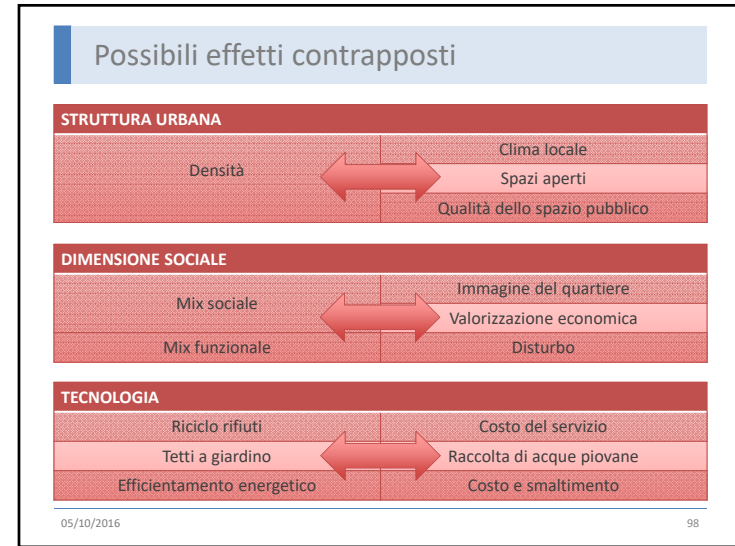 Possibili effetti contrapposti
STRUTTURA URBANA
Densità
Clima locale
Spazi aperti
Qualità dello spazio pubblico
DIMENSIONE SOCIALE
Mix sociale
Immagine del quartiere
Valorizzazione economica
Mix funzionale
Disturbo
TECNOLOGIA
Riciclo rifiuti
Costo del servizio
Tetti a giardino
Raccolta di acque piovane
Efficientamento energetico
Costo e smaltimento
05/10/2016
98